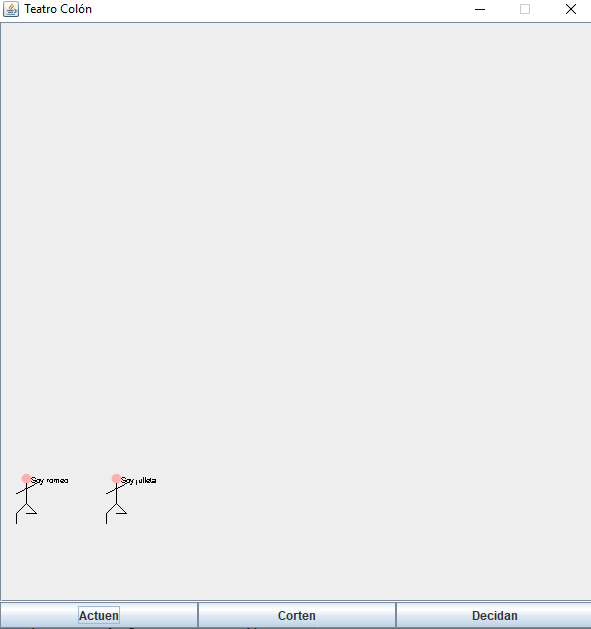 Teatro Colón
Soy romeo
Soy julieta
Actuen
Corten
Decidan